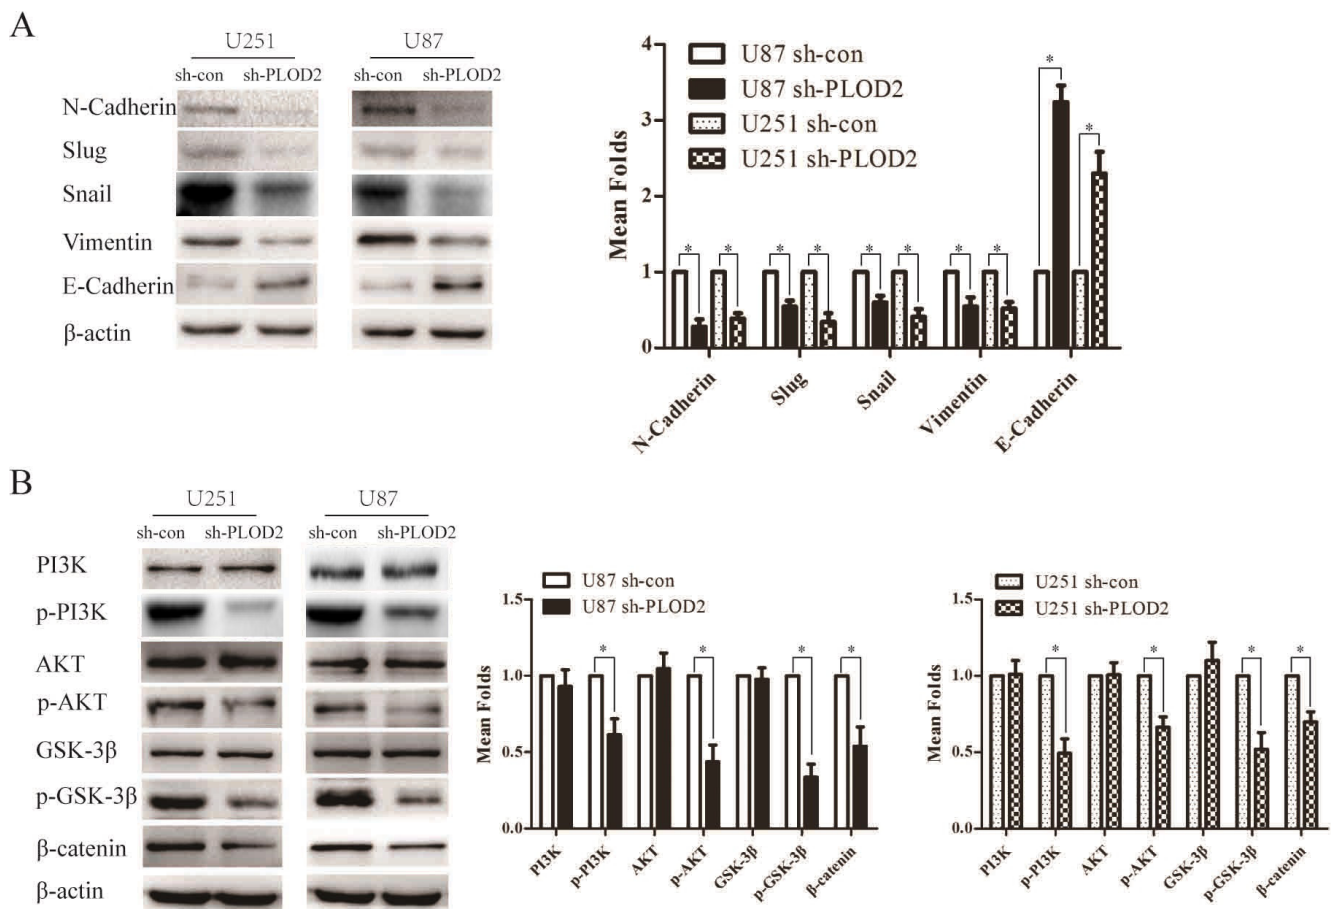 A
U251 U87
sh-con sh-PLOD2 sh-con sh-PLOD2
N-Cadherin
Slug
Snail
Vimentin
E-Cadherin
β-actin
U87 sh-con
U87 sh-PLOD2
U251 sh-con
U251 sh-PLOD2
Mean Folds
4
3
2
1
0
* * * * * * * * * *
N-Cadherin Slug Snail Vimentin E-Cadherin
B
U251 U87
sh-con sh-PLOD2 sh-con sh-PLOD2
PI3K
p-PI3K
AKT
p-AKT
GSK-3β
p-GSK-3β
β-catenin
β-actin
U87 sh-con
U87 sh-PLOD2
Mean Folds
1.5
1.0
0.5
0.0
* * * *
PI3K p-PI3K AKT p-AKT GSK-3β p-GSK-3β β-catenin
U251 sh-con
U251 sh-PLOD2
Mean Folds
1.5
1.0
0.5
0.0
* * * *
PI3K p-PI3K AKT p-AKT GSK-3β p-GSK-3β β-catenin